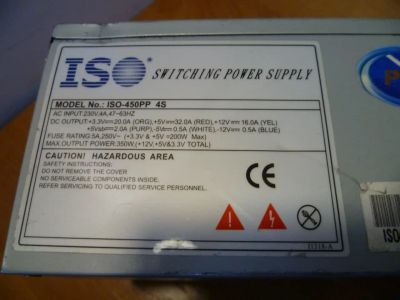 ISO SWITCHING POWER SUPPLY
MODEL No.: ISO-450PP 4S
AC INPUT:230V,4A,47~63HZ
DC OUTPUT:+3.3V⎓20.0A (ORG),+5V⎓32.0A (RED),+12V⎓16.0A (YEL)
+5Vsb⎓2.0A (PURP),-5V⎓0.5A (WHITE),-12V⎓0.5A (BLUE)
FUSE RATING:5A,250V~ (+3.3V & +5V =200W Max)
MAX.OUTPUT POWER:350W,(+12V,+5V&+3.3V TOTAL)
CAUTION! HAZARDOUS AREA
SAFETY INSTRUCTIONS:
DO NOT REMOVE THE COVER
NO SERVICEABLE COMPONENTS INSIDE.
REFER SERVICING TO QUALIFIED SERVICE PERSONNEL.
CE